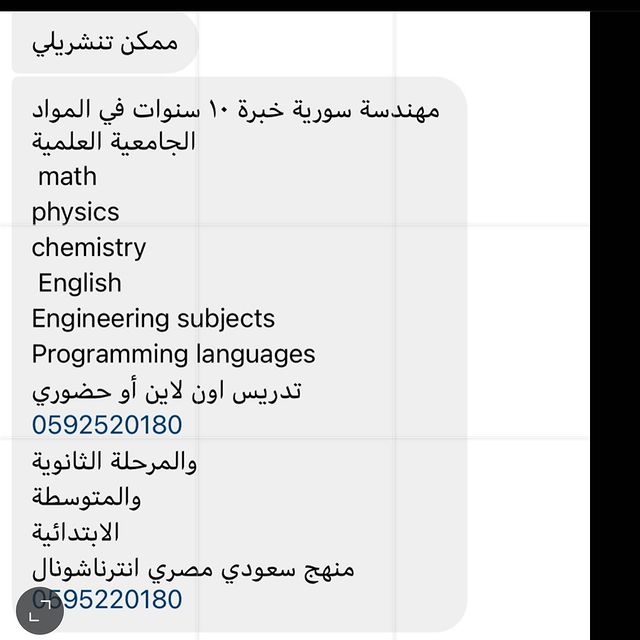 ممكن تنشريلي
مهندسة سورية خبرة ١٠ سنوات في المواد
الجامعية العلمية
math
physics
chemistry
English
Engineering subjects
Programming languages
تدريس اون لاين أو حضوري
0592520180
والمرحلة الثانوية
والمتوسطة
الابتدائية
منهج سعودي مصري انترناشونال
0595220180